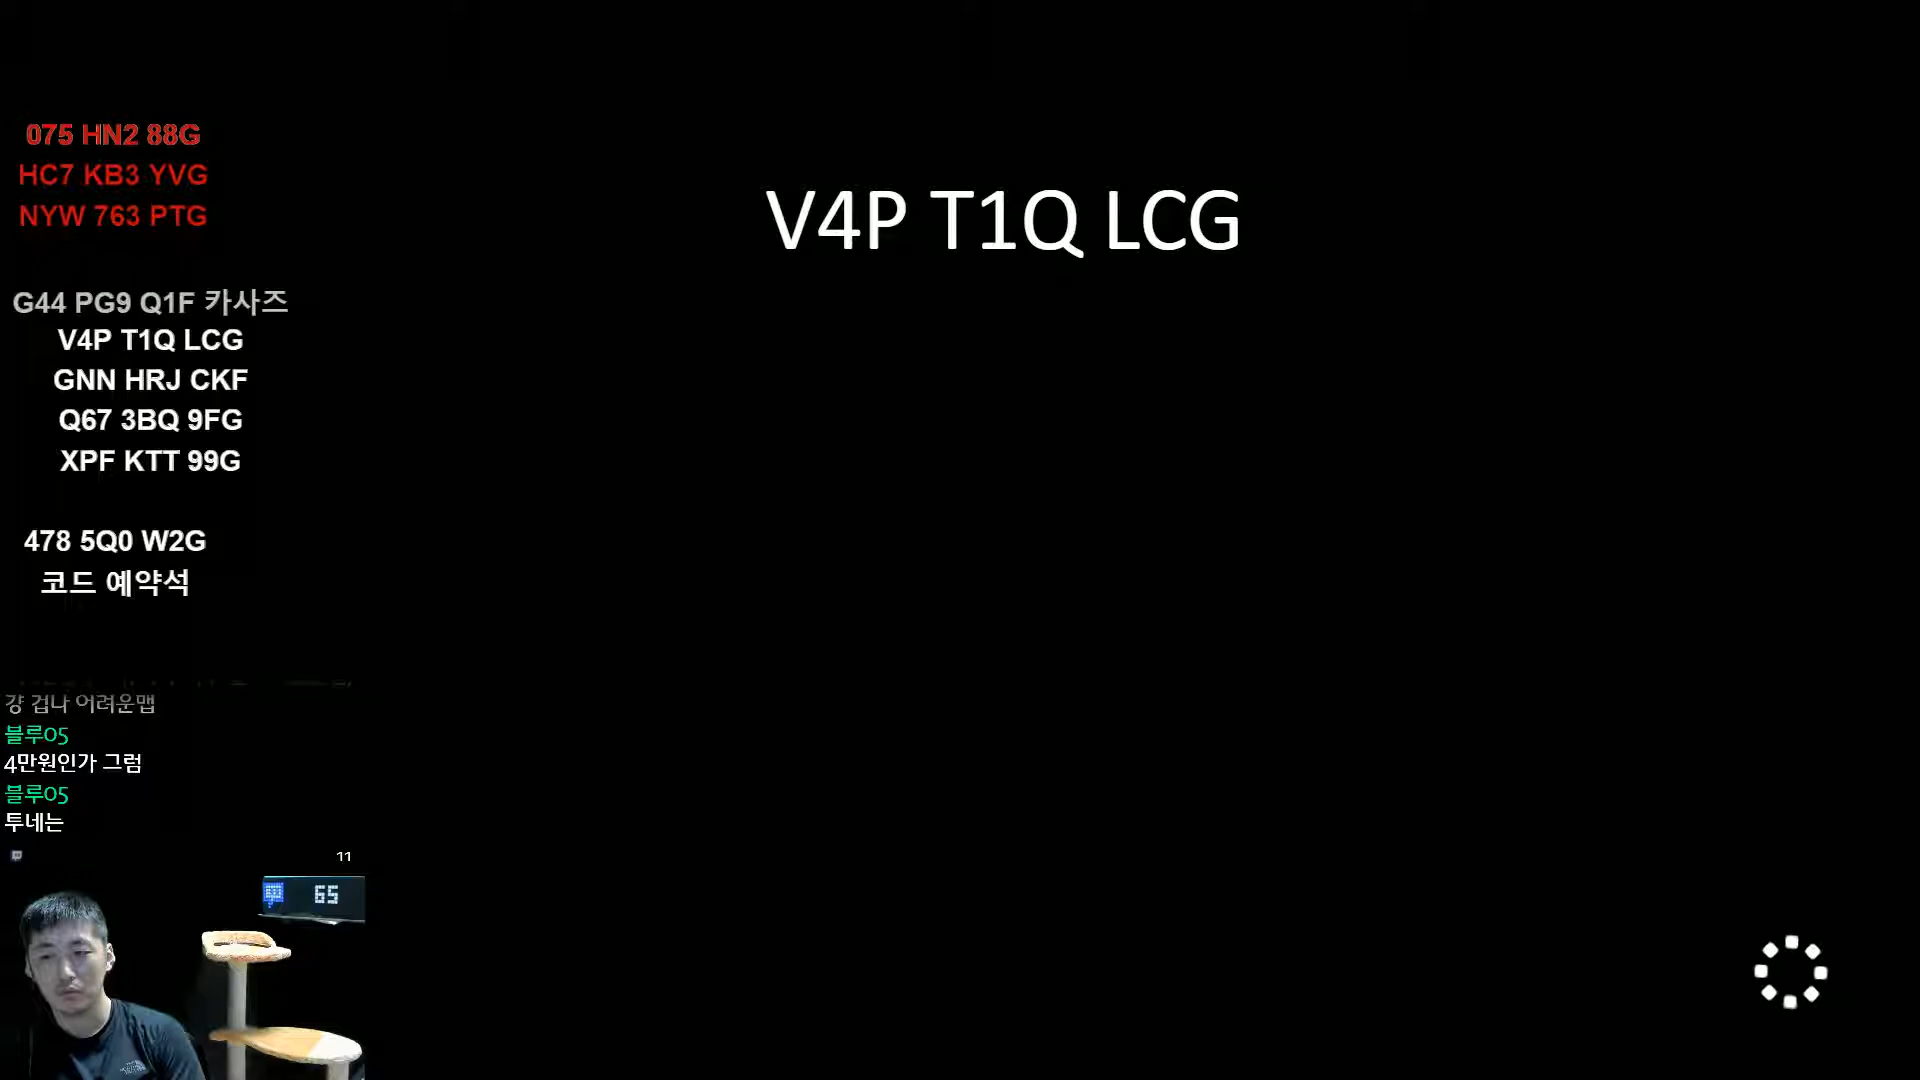 075 HN2 88G
HC7 KB3 YVG
NYW 763 PTG
V4P T1Q LCG
G44 PG9 Q1F 카사즈
V4P T1Q LCG
GNN HRJ CKF
Q67 3BQ 9FG
XPF KTT 99G
478 5Q0 W2G
코드 예약석
걍 겁나 어려운맵
블루05
4만원인가 그럼
블루05
투네는
11
65